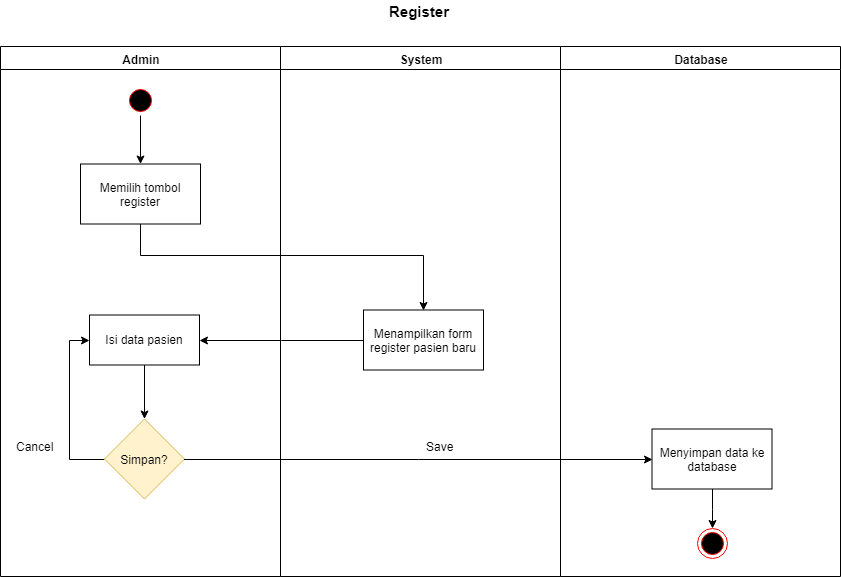 Register
Admin
System
Database
Memilih tombol
register
Menampilkan form
register pasien baru
Isi data pasien
Cancel
Simpan?
Save
Menyimpan data ke
database